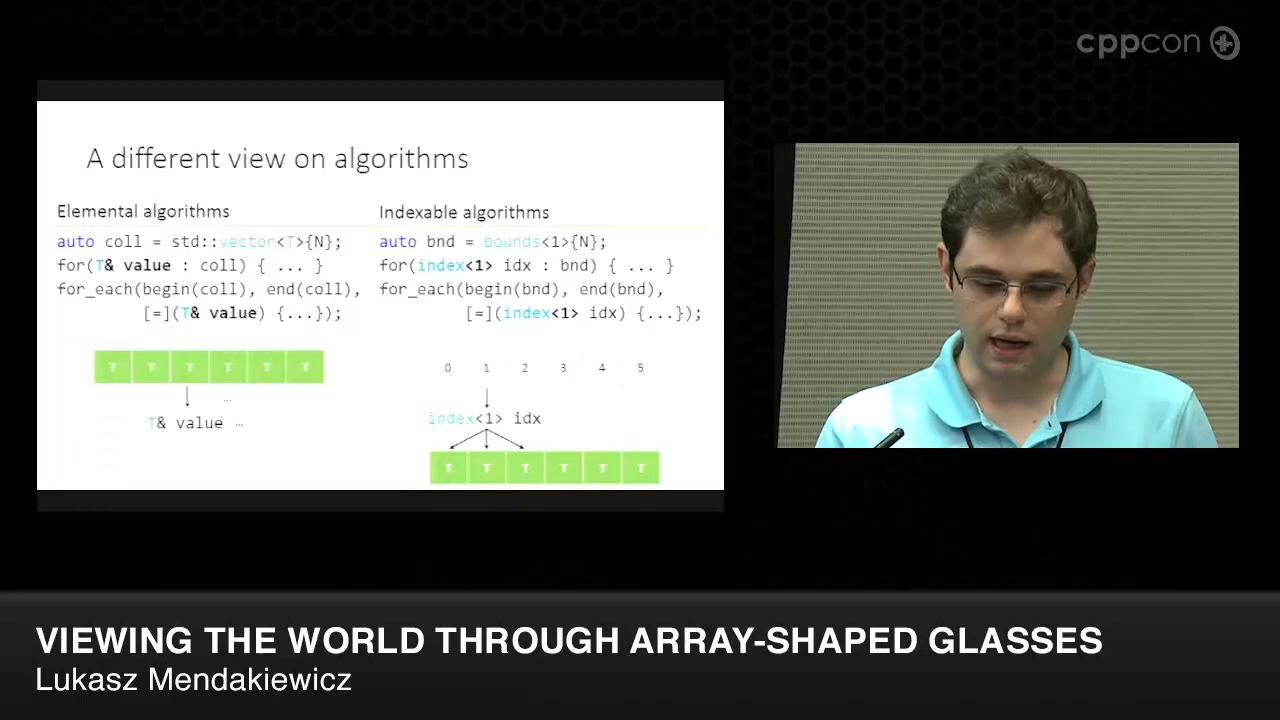 cppcon
A different view on algorithms
Elemental algorithms
auto coll = std::vector<T>{N};
for(T& value : coll) { ... }
for_each(begin(coll), end(coll),
[=](T& value) {...});
T T T T T T
...
T& value ...
Indexable algorithms
auto bnd = bounds<1>{N};
for(index<1> idx : bnd) { ... }
for_each(begin(bnd), end(bnd),
[=](index<1> idx) {...});
0 1 2 3 4 5
index<1> idx
T T T T T T
VIEWING THE WORLD THROUGH ARRAY-SHAPED GLASSES
Lukasz Mendakiewicz